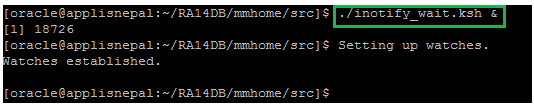 [oracle@applisnepal:~/RA14DB/mmhome/src]$ ./inotify_wait.ksh &
[1] 18726
[oracle@applisnepal:~/RA14DB/mmhome/src]$ Setting up watches.
Watches established.
[oracle@applisnepal:~/RA14DB/mmhome/src]$